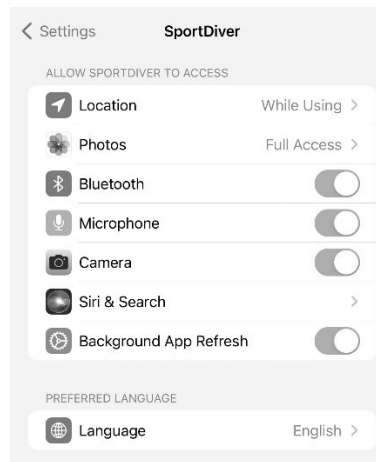 Settings
SportDiver
ALLOW SPORTDIVER TO ACCESS
Location While Using
Photos Full Access
Bluetooth
Microphone
Camera
Siri & Search
Background App Refresh
PREFERRED LANGUAGE
Language English